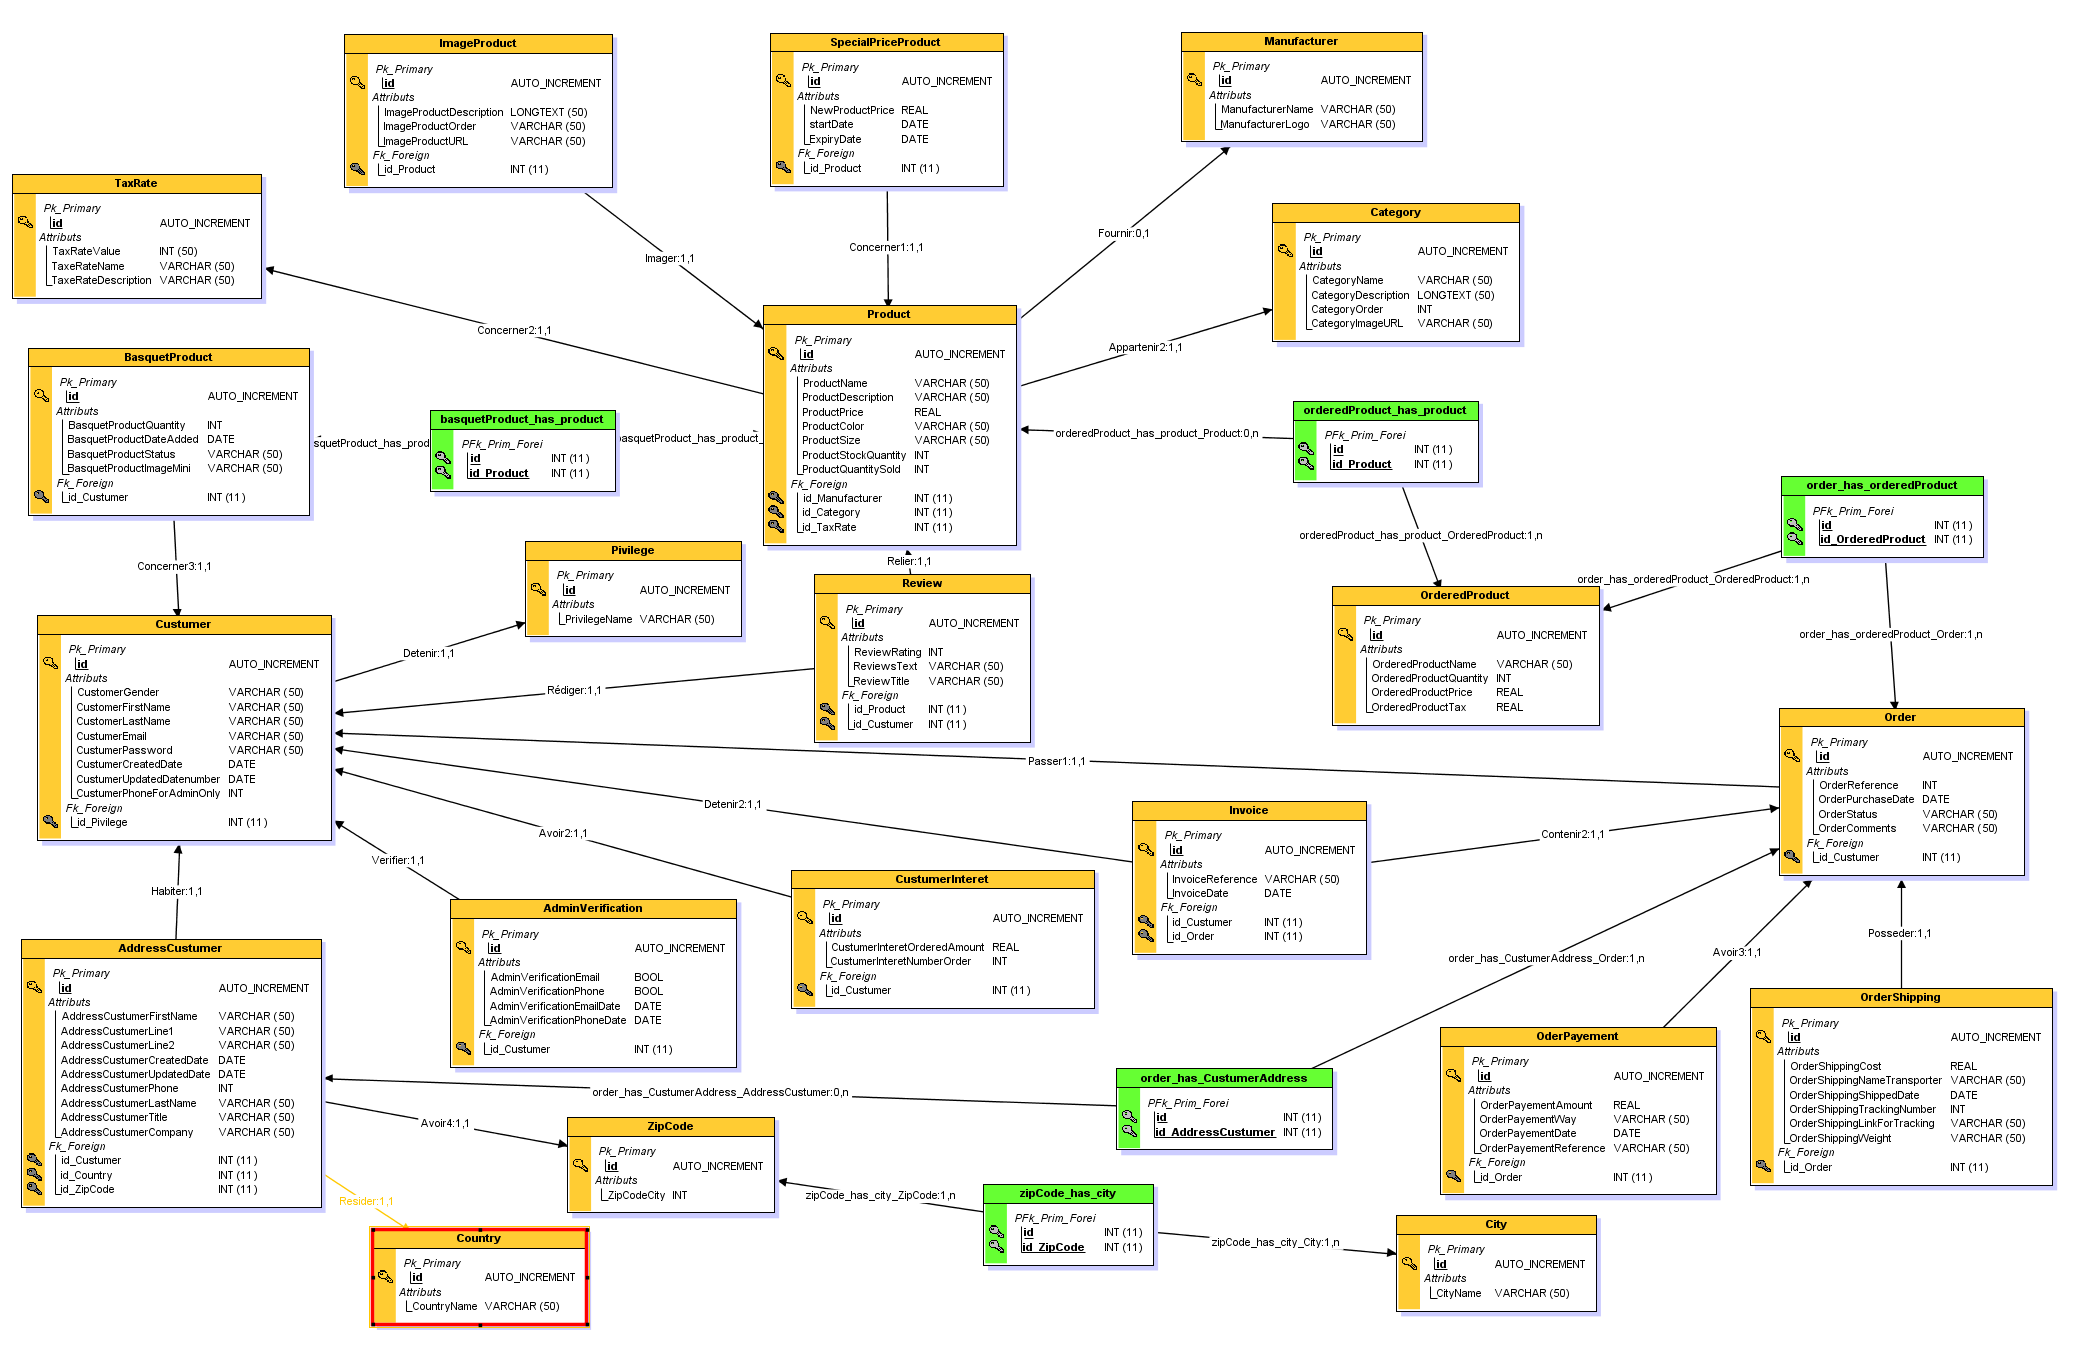 ImageProduct
Pk_Primary
id AUTO_INCREMENT
Attributs
ImageProductDescription LONGTEXT (50)
ImageProductOrder VARCHAR (50)
ImageProductURL VARCHAR (50)
Fk_Foreign
id_Product INT (11)
SpecialPriceProduct
Pk_Primary
id AUTO_INCREMENT
Attributs
NewProductPrice REAL
startDate DATE
ExpiryDate DATE
Fk_Foreign
id_Product INT (11)
Manufacturer
Pk_Primary
id AUTO_INCREMENT
Attributs
ManufacturerName VARCHAR (50)
ManufacturerLogo VARCHAR (50)
TaxRate
Pk_Primary
id AUTO_INCREMENT
Attributs
TaxRateValue INT (50)
TaxeRateName VARCHAR (50)
TaxeRateDescription VARCHAR (50)
Category
Pk_Primary
id AUTO_INCREMENT
Attributs
CategoryName VARCHAR (50)
CategoryDescription LONGTEXT (50)
CategoryOrder INT
CategoryImageURL VARCHAR (50)
Imager:1,1
Concerner1:1,1
Fournir:0,1
Concerner2:1,1
Appartenir2:1,1
Product
Pk_Primary
id AUTO_INCREMENT
Attributs
ProductName VARCHAR (50)
ProductDescription VARCHAR (50)
ProductPrice REAL
ProductColor VARCHAR (50)
ProductSize VARCHAR (50)
ProductStockQuantity INT
ProductQuantitySold INT
Fk_Foreign
id_Manufacturer INT (11)
id_Category INT (11)
id_TaxRate INT (11)
BasquetProduct
Pk_Primary
id AUTO_INCREMENT
Attributs
BasquetProductQuantity INT
BasquetProductDateAdded DATE
BasquetProductStatus VARCHAR (50)
BasquetProductImageMini VARCHAR (50)
Fk_Foreign
id_Custumer INT (11)
squetProduct_has_prod
basquetProduct_has_product
PFk_Prim_Forei
id INT (11)
id_Product INT (11)
basquetProduct_has_product_
orderedProduct_has_product_Product:0,n
orderedProduct_has_product
PFk_Prim_Forei
id INT (11)
id_Product INT (11)
order_has_orderedProduct
PFk_Prim_Forei
id INT (11)
id_OrderedProduct INT (11)
orderedProduct_has_product_OrderedProduct:1,n
order_has_orderedProduct_OrderedProduct:1,n
order_has_orderedProduct_Order:1,n
Concerner3:1,1
Relier:1,1
Pivilege
Pk_Primary
id AUTO_INCREMENT
Attributs
PrivilegeName VARCHAR (50)
Review
Pk_Primary
id AUTO_INCREMENT
Attributs
ReviewRating INT
ReviewsText VARCHAR (50)
ReviewTitle VARCHAR (50)
Fk_Foreign
id_Product INT (11)
id_Custumer INT (11)
OrderedProduct
Pk_Primary
id AUTO_INCREMENT
Attributs
OrderedProductName VARCHAR (50)
OrderedProductQuantity INT
OrderedProductPrice REAL
OrderedProductTax REAL
Custumer
Pk_Primary
id AUTO_INCREMENT
Attributs
CustomerGender VARCHAR (50)
CustomerFirstName VARCHAR (50)
CustomerLastName VARCHAR (50)
CustumerEmail VARCHAR (50)
CustumerPassword VARCHAR (50)
CustumerCreatedDate DATE
CustumerUpdatedDatenumber DATE
CustumerPhoneForAdminOnly INT
Fk_Foreign
id_Pivilege INT (11)
Detenir:1,1
Rédiger:1,1
Passer1:1,1
Detenir2:1,1
Avoir2:1,1
Verifier:1,1
Habiter:1,1
Order
Pk_Primary
id AUTO_INCREMENT
Attributs
OrderReference INT
OrderPurchaseDate DATE
OrderStatus VARCHAR (50)
OrderComments VARCHAR (50)
Fk_Foreign
id_Custumer INT (11)
Invoice
Pk_Primary
id AUTO_INCREMENT
Attributs
InvoiceReference VARCHAR (50)
InvoiceDate DATE
Fk_Foreign
id_Custumer INT (11)
id_Order INT (11)
Contenir2:1,1
CustumerInteret
Pk_Primary
id AUTO_INCREMENT
Attributs
CustumerInteretOrderedAmount REAL
CustumerInteretNumberOrder INT
Fk_Foreign
id_Custumer INT (11)
AdminVerification
Pk_Primary
id AUTO_INCREMENT
Attributs
AdminVerificationEmail BOOL
AdminVerificationPhone BOOL
AdminVerificationEmailDate DATE
AdminVerificationPhoneDate DATE
Fk_Foreign
id_Custumer INT (11)
AddressCustumer
Pk_Primary
id AUTO_INCREMENT
Attributs
AddressCustumerFirstName VARCHAR (50)
AddressCustumerLine1 VARCHAR (50)
AddressCustumerLine2 VARCHAR (50)
AddressCustumerCreatedDate DATE
AddressCustumerUpdatedDate DATE
AddressCustumerPhone INT
AddressCustumerLastName VARCHAR (50)
AddressCustumerTitle VARCHAR (50)
AddressCustumerCompany VARCHAR (50)
Fk_Foreign
id_Custumer INT (11)
id_Country INT (11)
id_ZipCode INT (11)
order_has_CustumerAddress_Order:1,n
Avoir3:1,1
Posseder:1,1
OrderShipping
Pk_Primary
id AUTO_INCREMENT
Attributs
OrderShippingCost REAL
OrderShippingNameTransporter VARCHAR (50)
OrderShippingShippedDate DATE
OrderShippingTrackingNumber INT
OrderShippingLinkForTracking VARCHAR (50)
OrderShippingWeight VARCHAR (50)
Fk_Foreign
id_Order INT (11)
OderPayement
Pk_Primary
id AUTO_INCREMENT
Attributs
OrderPayementAmount REAL
OrderPayementWay VARCHAR (50)
OrderPayementDate DATE
OrderPayementReference VARCHAR (50)
Fk_Foreign
id_Order INT (11)
order_has_CustumerAddress
PFk_Prim_Forei
id INT (11)
id_AddressCustumer INT (11)
order_has_CustumerAddress_AddressCustumer:0,n
Avoir4:1,1
ZipCode
Pk_Primary
id AUTO_INCREMENT
Attributs
ZipCodeCity INT
zipCode_has_city_ZipCode:1,n
zipCode_has_city
PFk_Prim_Forei
id INT (11)
id_ZipCode INT (11)
zipCode_has_city_City:1,n
City
Pk_Primary
id AUTO_INCREMENT
Attributs
CityName VARCHAR (50)
Resider:1,1
Country
Pk_Primary
id AUTO_INCREMENT
Attributs
CountryName VARCHAR (50)